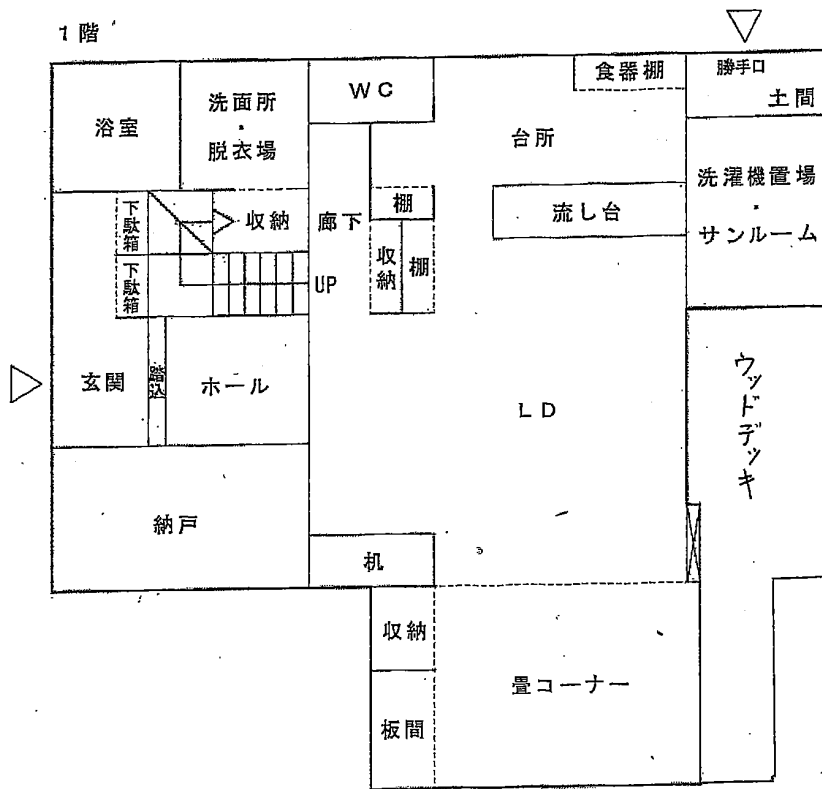 1階
勝手口
土間
食器棚
WC
洗面所
・
脱衣場
浴室
台所
洗濯機置場
・
サンルーム
下駄箱
収納
廊下
棚
流し台
下駄箱
UP
収納
棚
玄関
踏込
ホール
LD
ウッドデッキ
納戸
机
収納
畳コーナー
板間